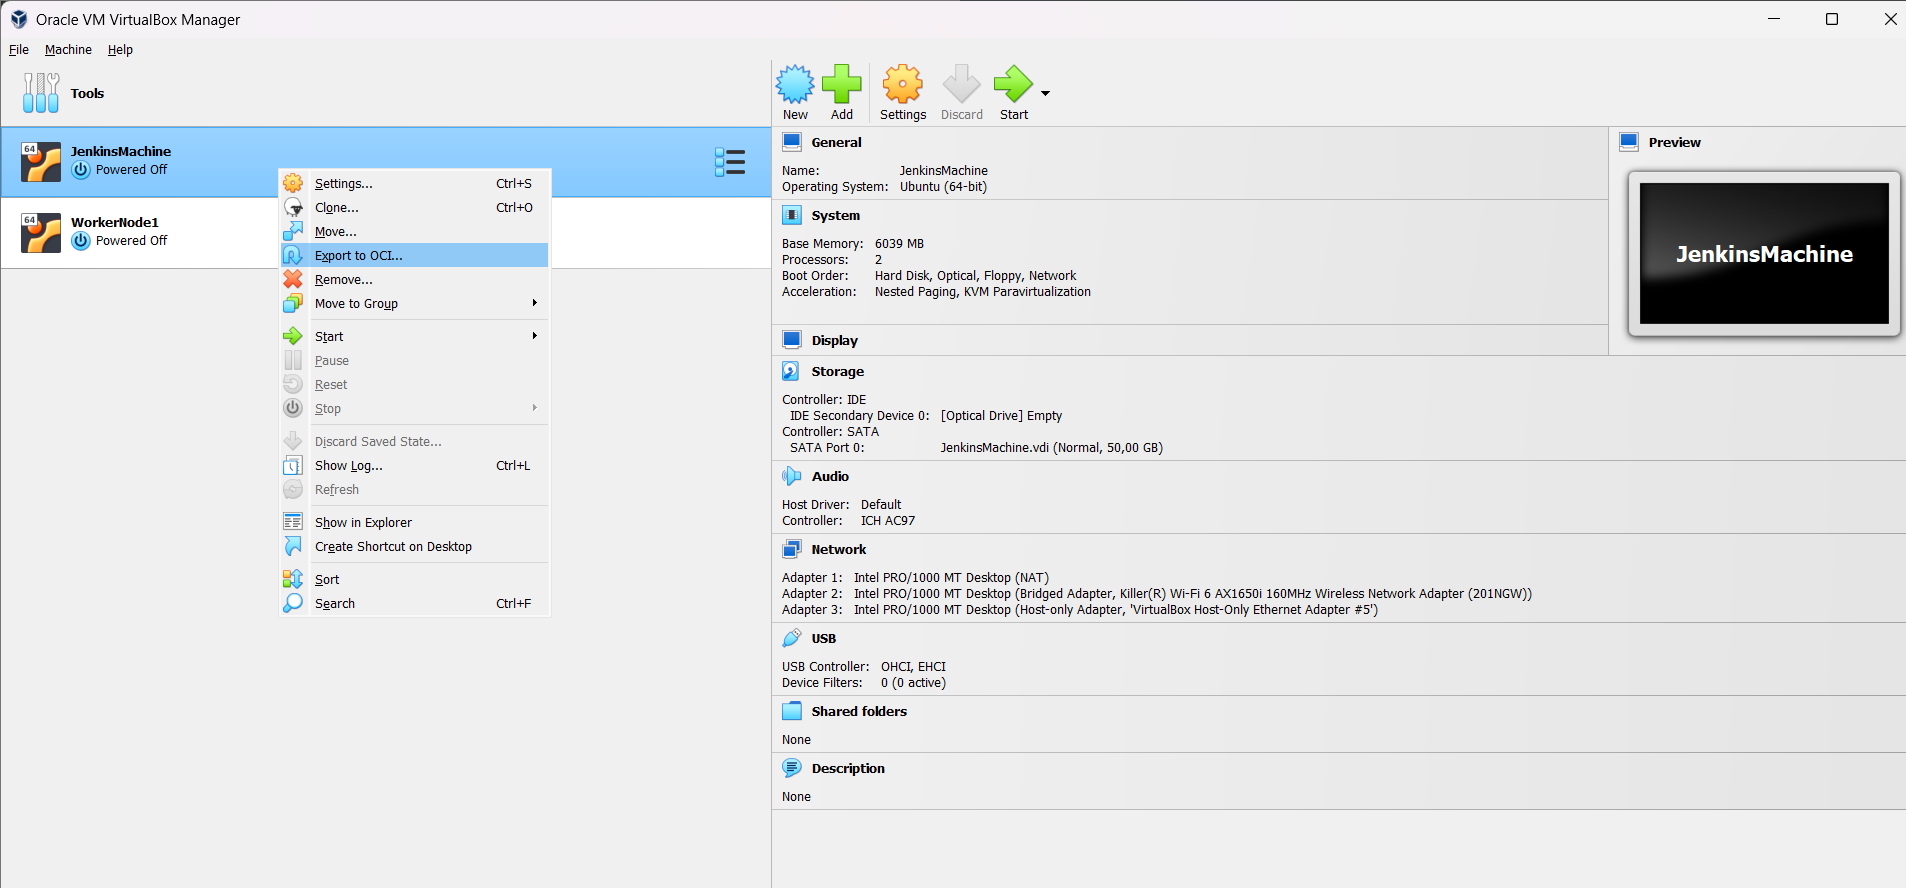 Oracle VM VirtualBox Manager
File Machine Help
Tools
New Add Settings Discard Start
64
JenkinsMachine
Powered Off
64
WorkerNode1
Powered Off
Settings... Ctrl+S
Clone... Ctrl+O
Move...
Export to OCI...
Remove...
Move to Group
Start
Pause
Reset
Stop
Discard Saved State...
Show Log... Ctrl+L
Refresh
Show in Explorer
Create Shortcut on Desktop
Sort
Search Ctrl+F
General
Name: JenkinsMachine
Operating System: Ubuntu (64-bit)
System
Base Memory: 6039 MB
Processors: 2
Boot Order: Hard Disk, Optical, Floppy, Network
Acceleration: Nested Paging, KVM Paravirtualization
Preview
JenkinsMachine
Display
Storage
Controller: IDE
IDE Secondary Device 0: [Optical Drive] Empty
Controller: SATA
SATA Port 0: JenkinsMachine.vdi (Normal, 50,00 GB)
Audio
Host Driver: Default
Controller: ICH AC97
Network
Adapter 1: Intel PRO/1000 MT Desktop (NAT)
Adapter 2: Intel PRO/1000 MT Desktop (Bridged Adapter, Killer(R) Wi-Fi 6 AX1650i 160MHz Wireless Network Adapter (201NGW))
Adapter 3: Intel PRO/1000 MT Desktop (Host-only Adapter, 'VirtualBox Host-Only Ethernet Adapter #5')
USB
USB Controller: OHCI, EHCI
Device Filters: 0 (0 active)
Shared folders
None
Description
None